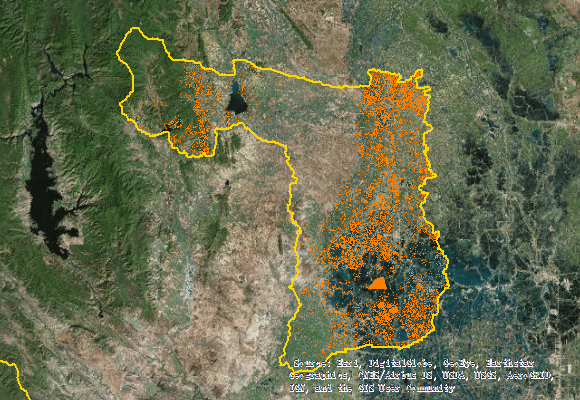 Source: Esri, DigitalGlobe, GeoEye, Earthstar
Geographics, CNES/Airbus DS, USDA, USGS, AeroGRID,
IGN, and the GIS User Community